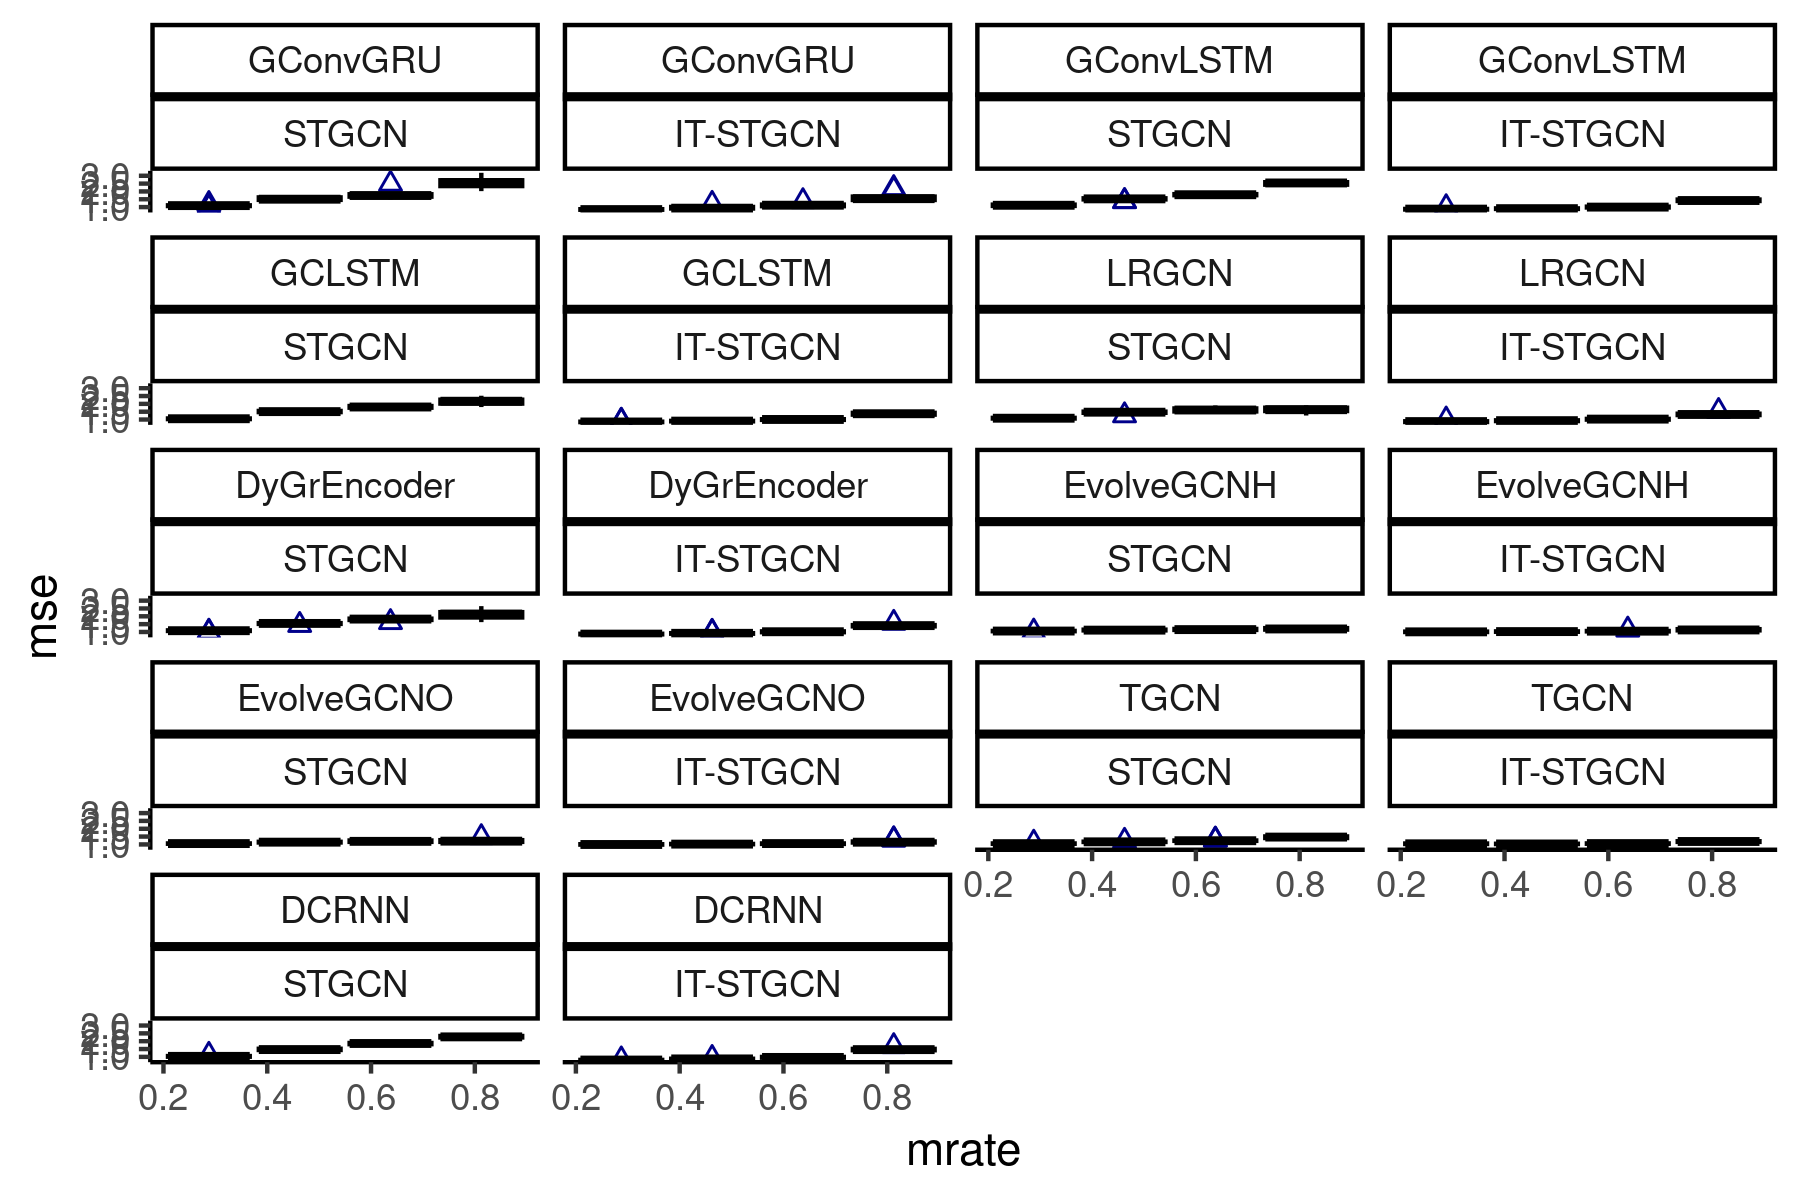 GConvGRU GConvGRU GConvLSTM GConvLSTM
STGCN IT-STGCN STGCN IT-STGCN
GCLSTM GCLSTM LRGCN LRGCN
STGCN IT-STGCN STGCN IT-STGCN
DyGrEncoder DyGrEncoder EvolveGCNH EvolveGCNH
STGCN IT-STGCN STGCN IT-STGCN
mse
EvolveGCNO EvolveGCNO TGCN TGCN
STGCN IT-STGCN STGCN IT-STGCN
0.2 0.4 0.6 0.8 0.2 0.4 0.6 0.8
DCRNN DCRNN
STGCN IT-STGCN
0.2 0.4 0.6 0.8 0.2 0.4 0.6 0.8
mrate